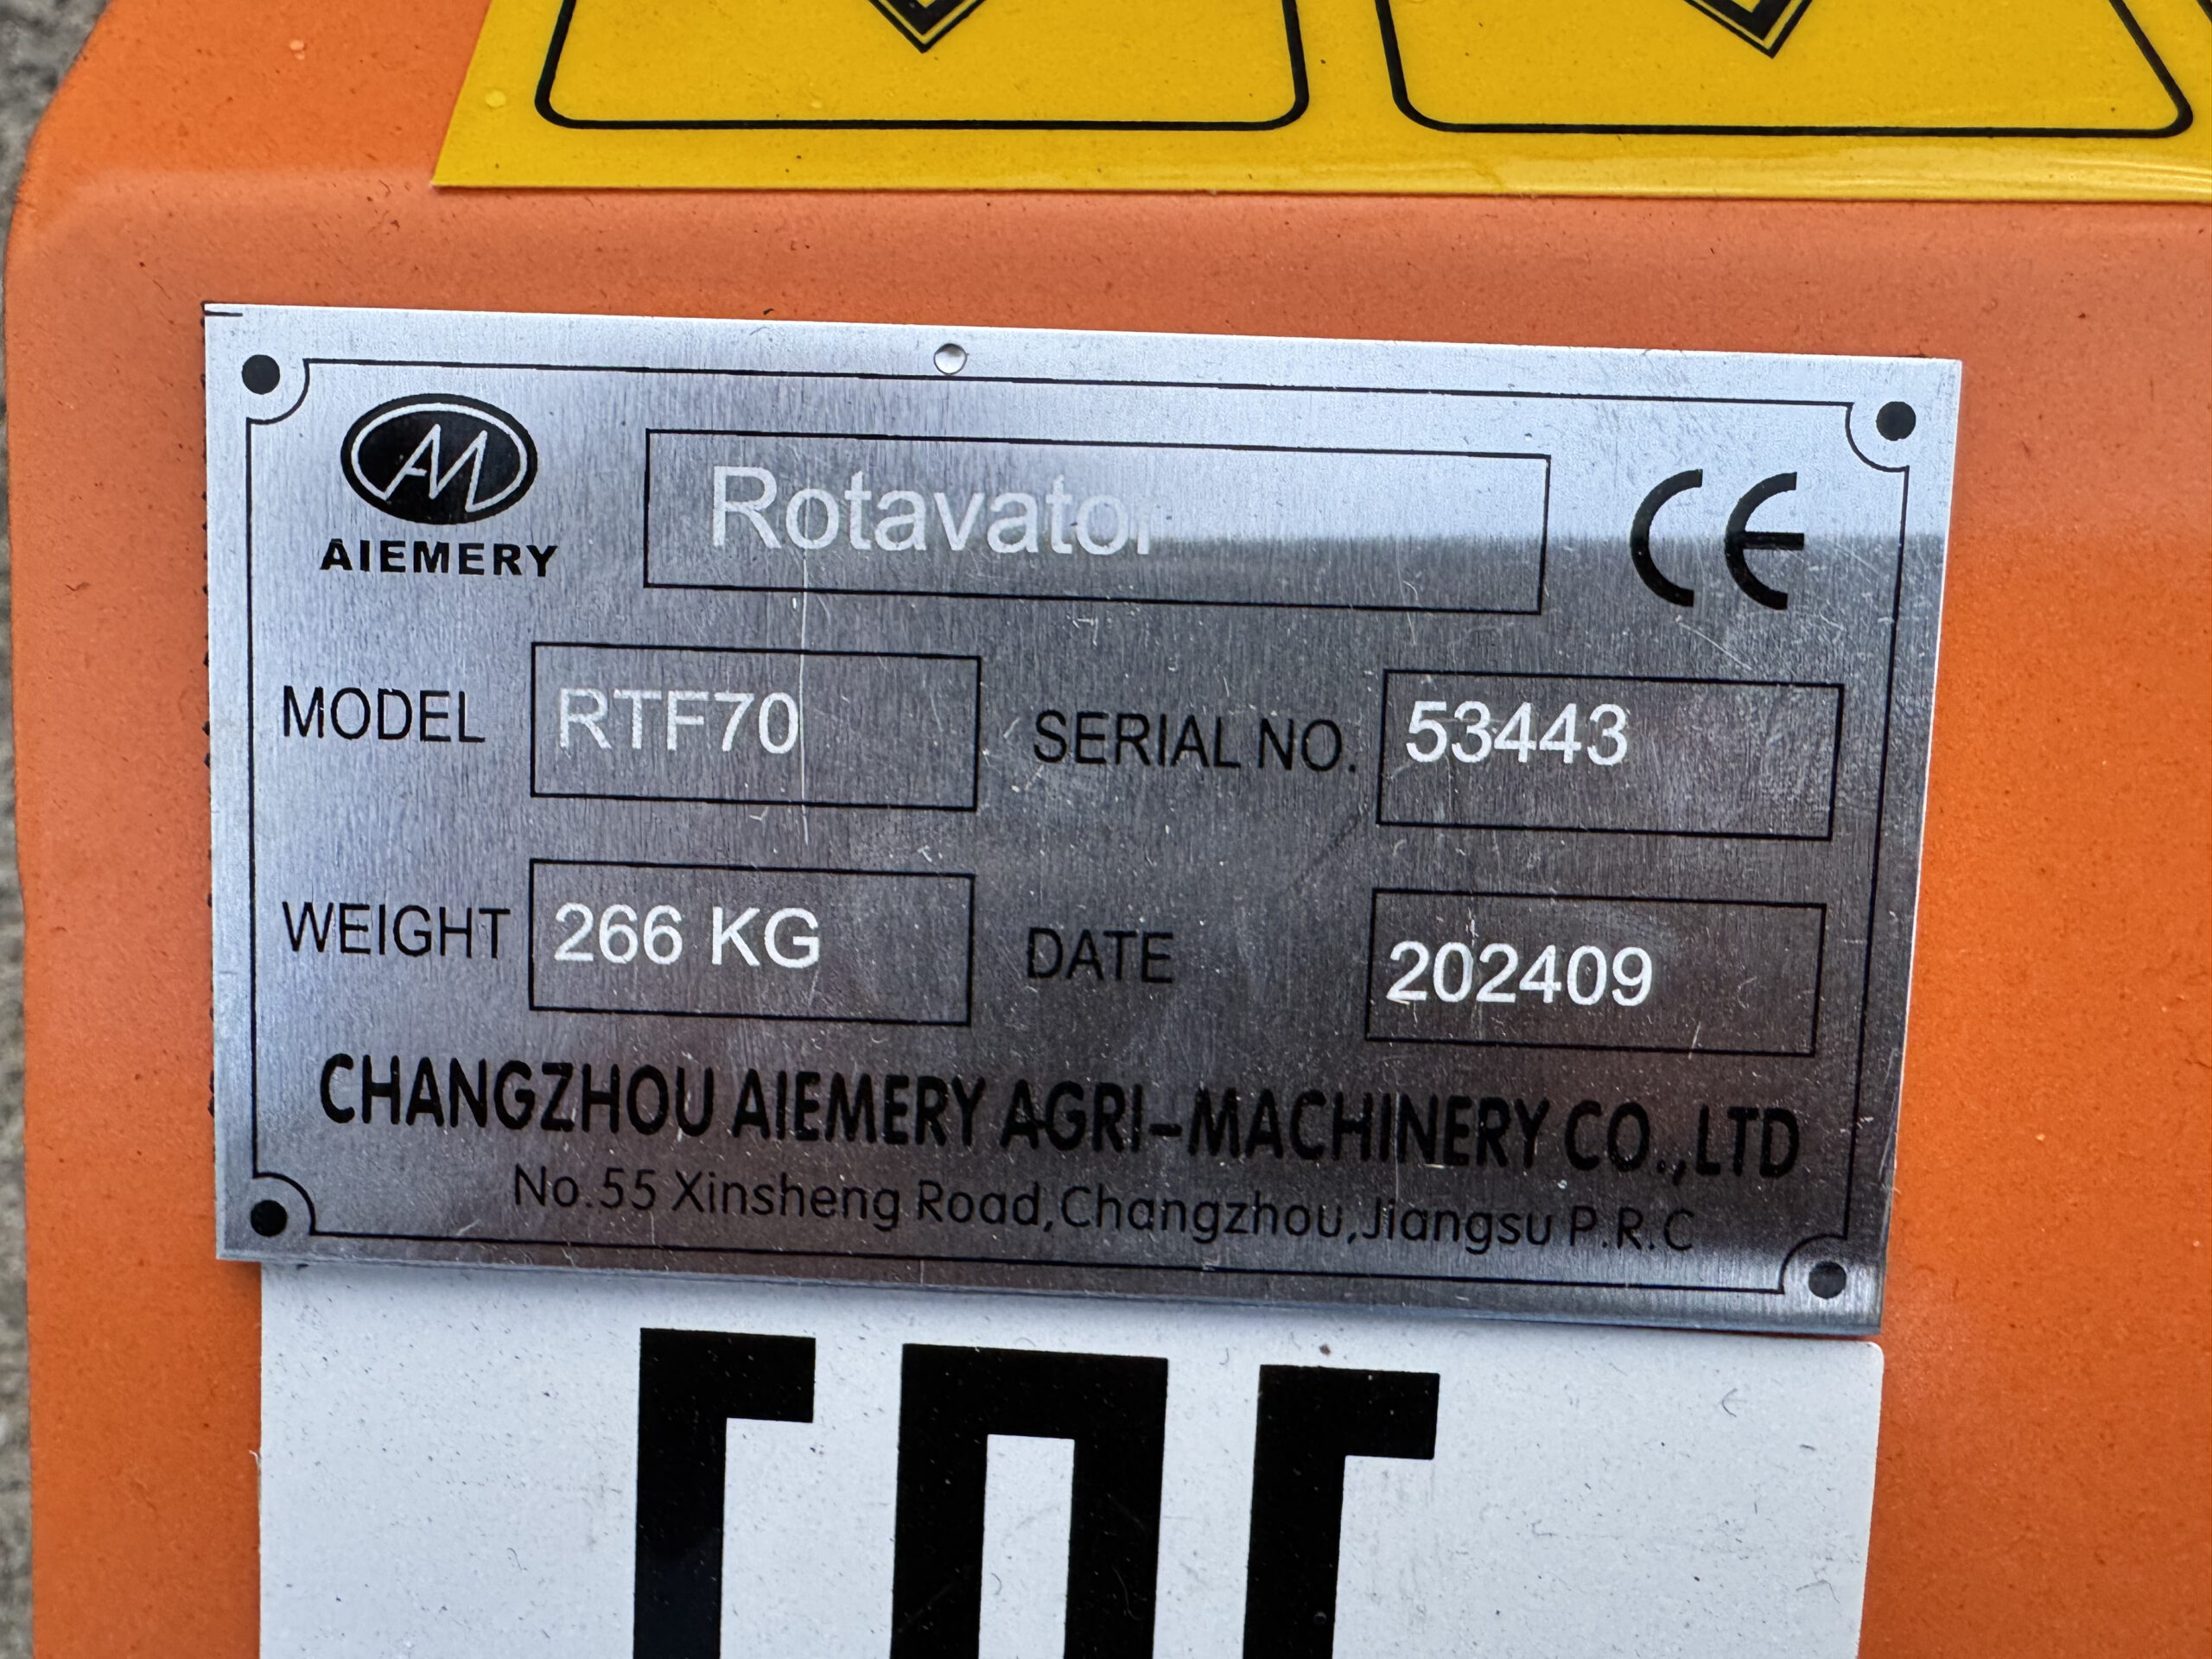 Rotavator
CE
AIEMERY
MODEL RTF70 SERIAL NO. 53443
WEIGHT 266 KG DATE 202409
CHANGZHOU AIEMERY AGRI-MACHINERY CO.,LTD
No.55 Xinsheng Road,Changzhou,Jiangsu P.R.C